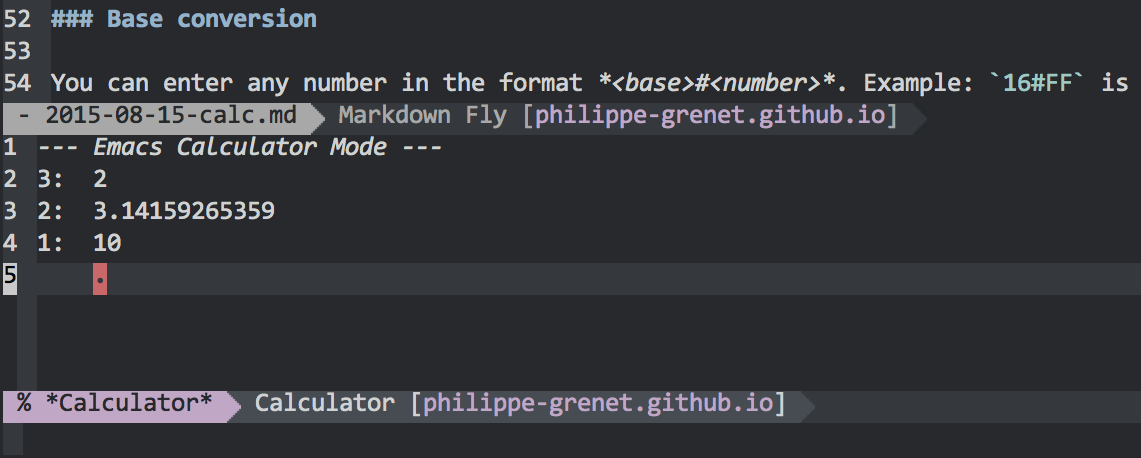 52 ### Base conversion
53
54 You can enter any number in the format *<base>#<number>*. Example: `16#FF` is
- 2015-08-15-calc.md Markdown Fly [philippe-grenet.github.io]
1 --- Emacs Calculator Mode ---
2 3: 2
3 2: 3.14159265359
4 1: 10
5 .
% *Calculator* Calculator [philippe-grenet.github.io]